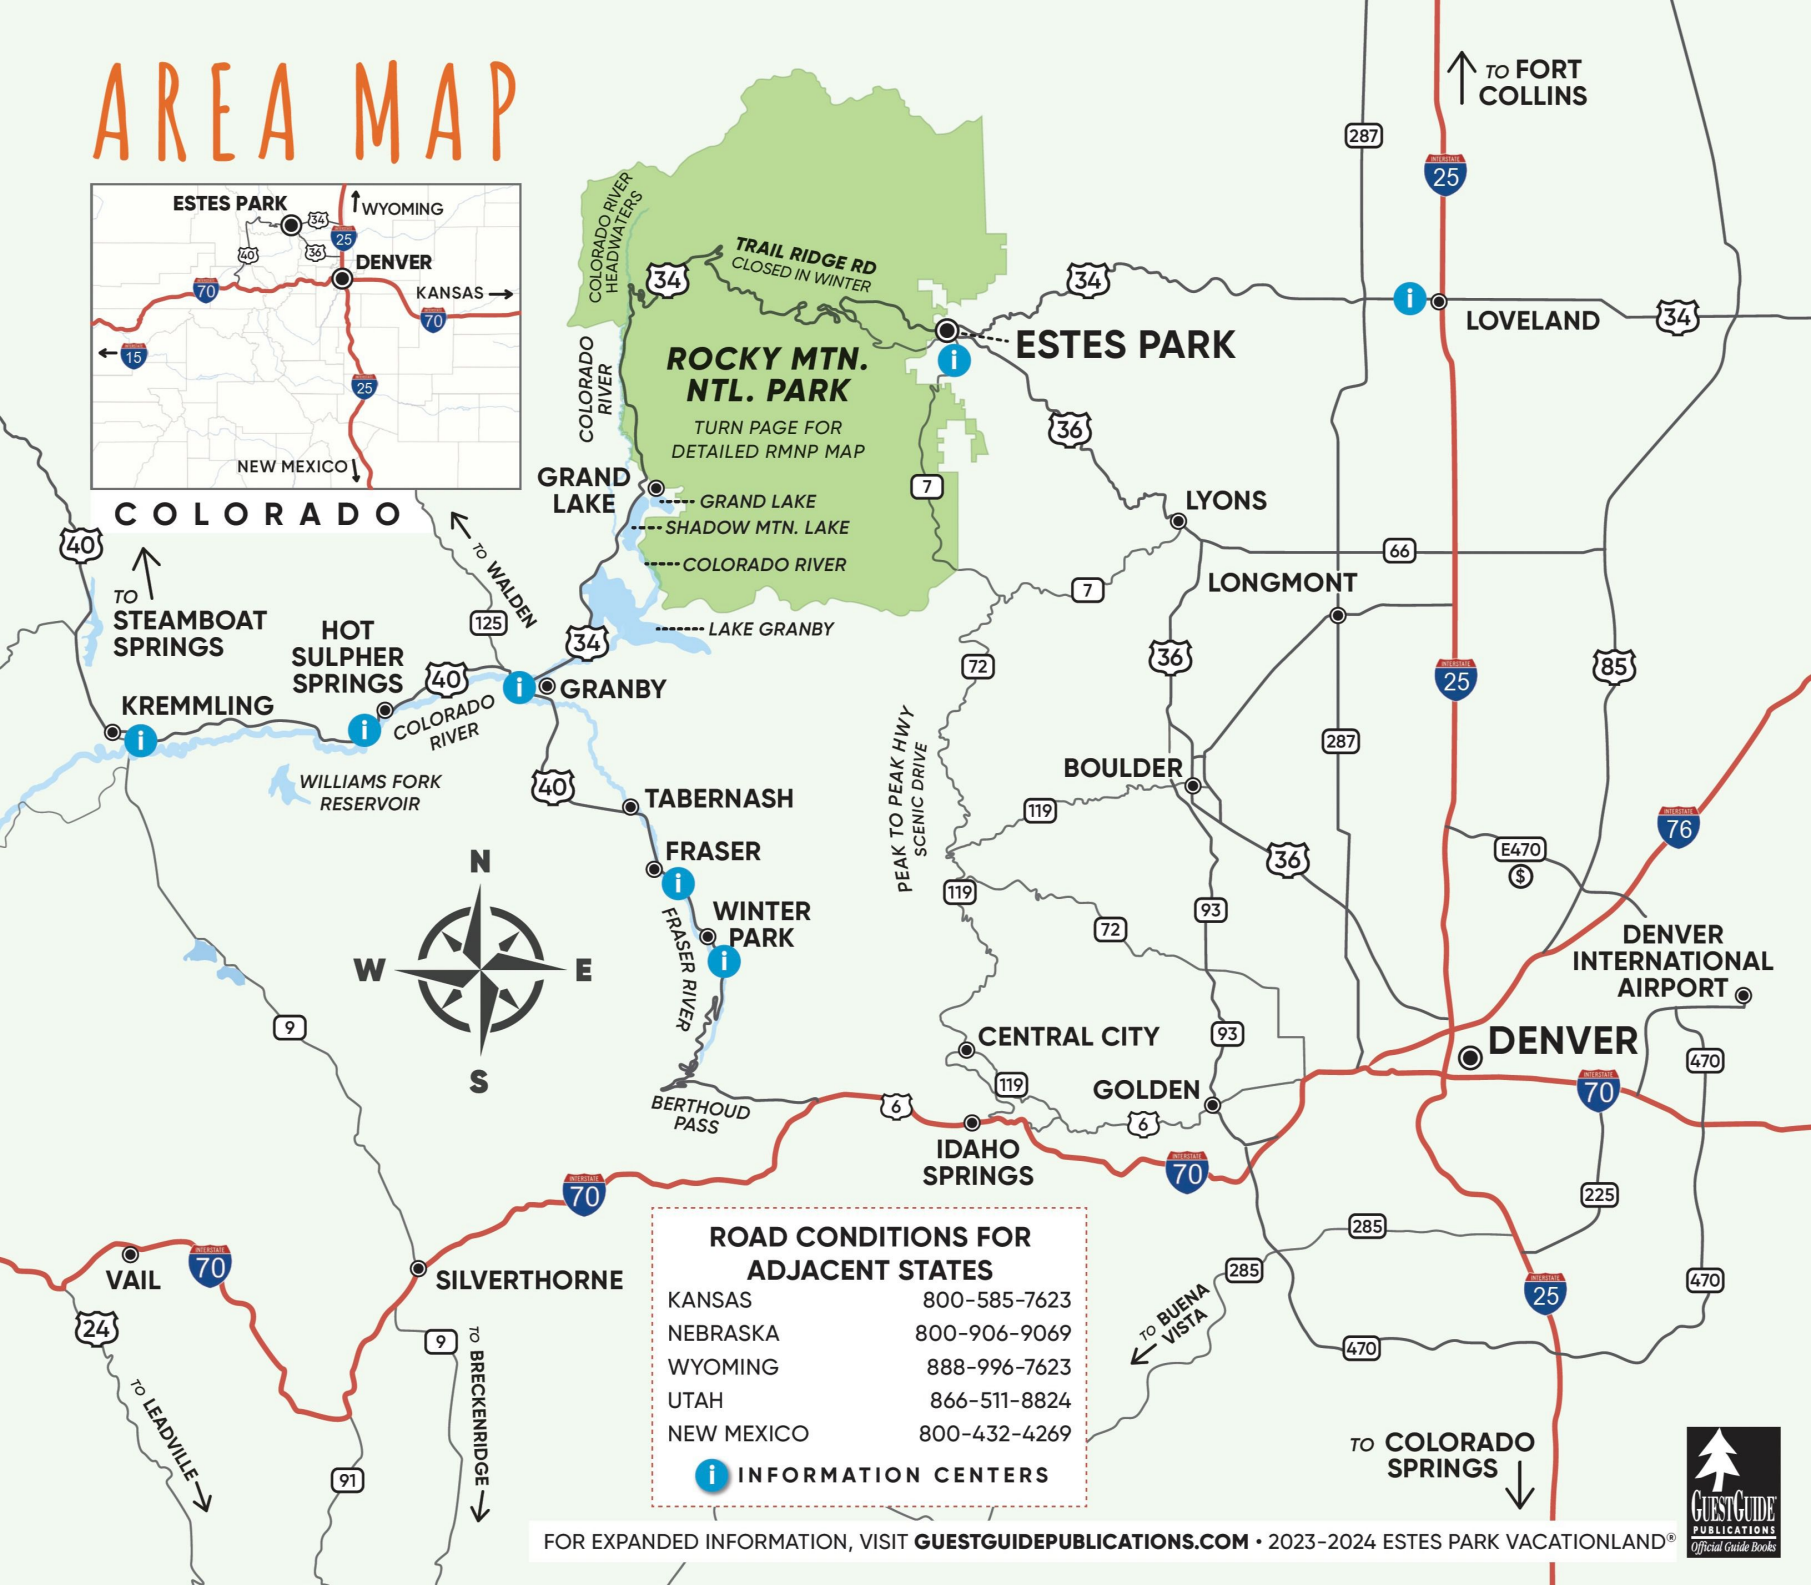 AREA MAP
ESTES PARK
34
WYOMING
25
40
36
DENVER
70
KANSAS
70
15
25
NEW MEXICO
COLORADO
TO FORT
COLLINS
287
INTERSTATE
25
COLORADO RIVER
HEADWATERS
34
TRAIL RIDGE RD
CLOSED IN WINTER
34
LOVELAND
34
ESTES PARK
ROCKY MTN.
NTL. PARK
TURN PAGE FOR
DETAILED RMNP MAP
COLORADO
RIVER
36
7
GRAND
LAKE
GRAND LAKE
SHADOW MTN. LAKE
COLORADO RIVER
LAKE GRANBY
LYONS
66
LONGMONT
7
40
TO
STEAMBOAT
SPRINGS
TO WALDEN
125
HOT
SULPHER
SPRINGS
40
34
GRANBY
KREMMLING
COLORADO
RIVER
WILLIAMS FORK
RESERVOIR
72
36
INTERSTATE
25
85
287
PEAK TO PEAK HWY
SCENIC DRIVE
BOULDER
119
40
TABERNASH
FRASER
WINTER
PARK
FRASER RIVER
N
W
E
S
36
E470
$
INTERSTATE
76
119
72
93
DENVER
INTERNATIONAL
AIRPORT
9
CENTRAL CITY
93
DENVER
470
119
GOLDEN
INTERSTATE
70
BERTHOUD
PASS
6
6
IDAHO
SPRINGS
INTERSTATE
70
INTERSTATE
70
225
285
285
470
INTERSTATE
25
470
TO BUENA
VISTA
VAIL
INTERSTATE
70
SILVERTHORNE
24
9
TO LEADVILLE
TO BRECKENRIDGE
91
ROAD CONDITIONS FOR
ADJACENT STATES
KANSAS 800-585-7623
NEBRASKA 800-906-9069
WYOMING 888-996-7623
UTAH 866-511-8824
NEW MEXICO 800-432-4269
i INFORMATION CENTERS
TO COLORADO
SPRINGS
GUESTGUIDE
PUBLICATIONS
Official Guide Books
FOR EXPANDED INFORMATION, VISIT GUESTGUIDEPUBLICATIONS.COM • 2023-2024 ESTES PARK VACATIONLAND®